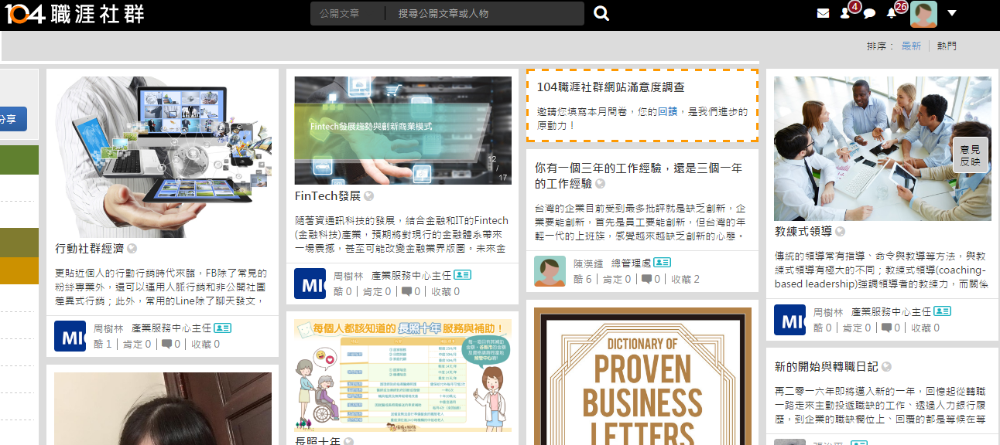 104職涯社群
公開文章
搜尋公開文章或人物
4
26
排序：
最新
熱門
分享
行動社群經濟
更貼近個人的行動行銷時代來臨，FB除了常見的
粉絲專業外，還可以運用人脈行銷和非公開社團
差異式行銷；此外，常用的Line除了聊天發文，
MIC
周樹林 產業服務中心主任
酷 1 肯定 0 0 收藏 0
Fintech發展趨勢與創新商業模式
12
/
17
FinTech發展
隨著資通訊科技的發展，結合金融和IT的Fintech
(金融科技)產業，預期將對現行的金融體系帶來
一場震撼，甚至可能改變金融業界版圖。未來金
MIC
周樹林 產業服務中心主任
酷 0 肯定 0 0 收藏 0
每個人都該知道的 長照十年 服務與補助！
長照十年
104職涯社群網站滿意度調查
邀請您填寫本月問卷，您的回饋，是我們進步的
原動力！
你有一個三年的工作經驗，還是三個一年
的工作經驗
台灣的企業目前受到最多批評就是缺乏創新，企
業要能創新，首先是員工要能創新，但台灣的年
輕一代的上班族，感覺越來越缺乏創新的心態。
陳漢鍾 總管理處
酷 6 肯定 0 0 收藏 2
DICTIONARY OF
PROVEN
BUSINESS
LETTERS
意見
反映
教練式領導
傳統的領導常有指導、命令與教導等方法，與教
練式領導有極大的不同；教練式領導(coaching-
based leadership)強調領導者的教練力，而關係
MIC
周樹林 產業服務中心主任
酷 0 肯定 0 0 收藏 0
新的開始與轉職日記
再二零一六年即將邁入新的一年，回憶起從轉職
一路走來主動投遞職缺的工作、透過人力銀行履
歷，到企業的職缺欄位上、回覆的都是等候在等